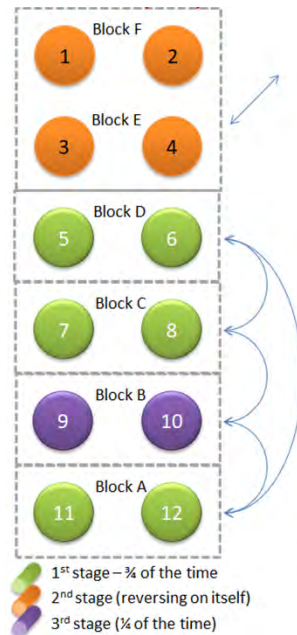 Block F
1 2
Block E
3 4
Block D
5 6
Block C
7 8
Block B
9 10
Block A
11 12
1st stage – ¾ of the time
2nd stage (reversing on itself)
3rd stage (¼ of the time)